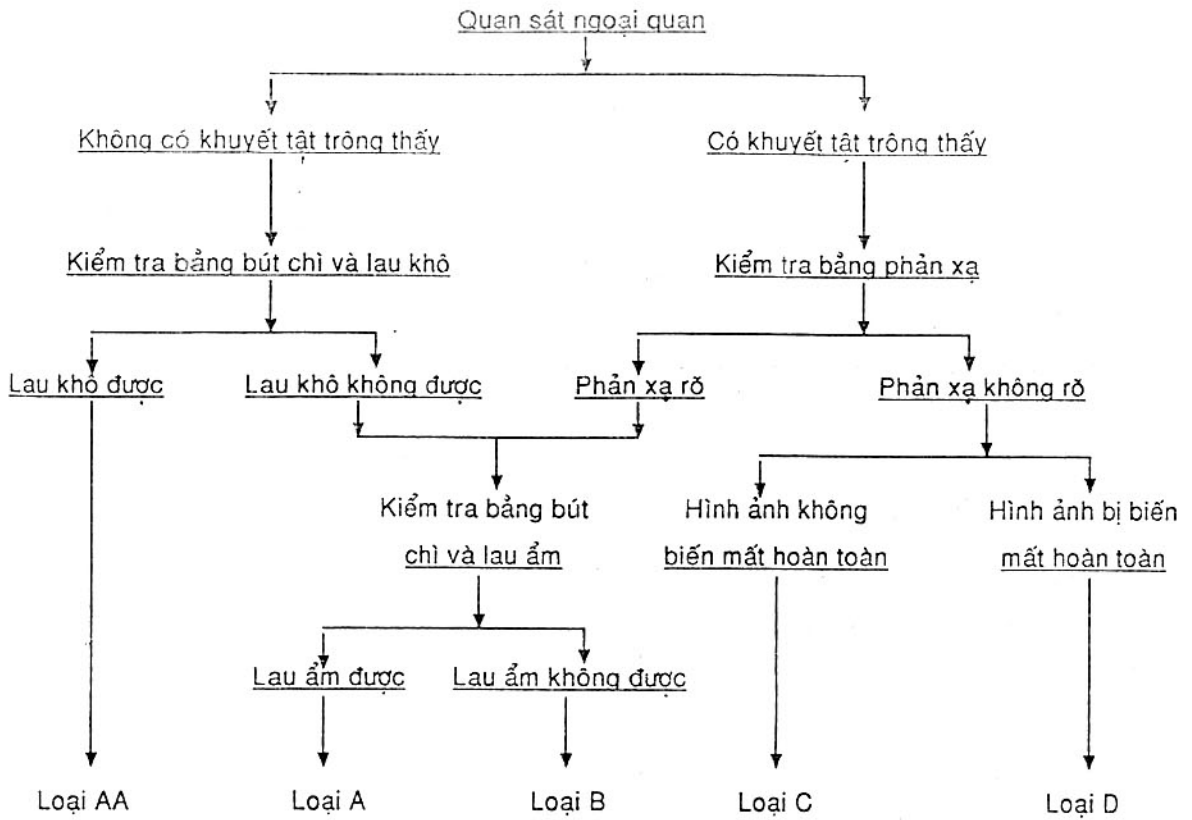 Quan sát ngoại quan
Không có khuyết tật trông thấy
Có khuyết tật trông thấy
Kiểm tra bằng bút chì và lau khô
Kiểm tra bằng phản xạ
Lau khô được
Lau khô không được
Phản xạ rõ
Phản xạ không rõ
Kiểm tra bằng bút
chì và lau ẩm
Hình ảnh không
biến mất hoàn toàn
Hình ảnh bị biến
mất hoàn toàn
Lau ẩm được
Lau ẩm không được
Loại AA
Loại A
Loại B
Loại C
Loại D